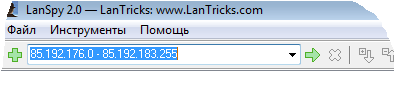 LanSpy 2.0 — LanTricks: www.LanTricks.com
Файл Инструменты Помощь
85.192.176.0 - 85.192.183.255